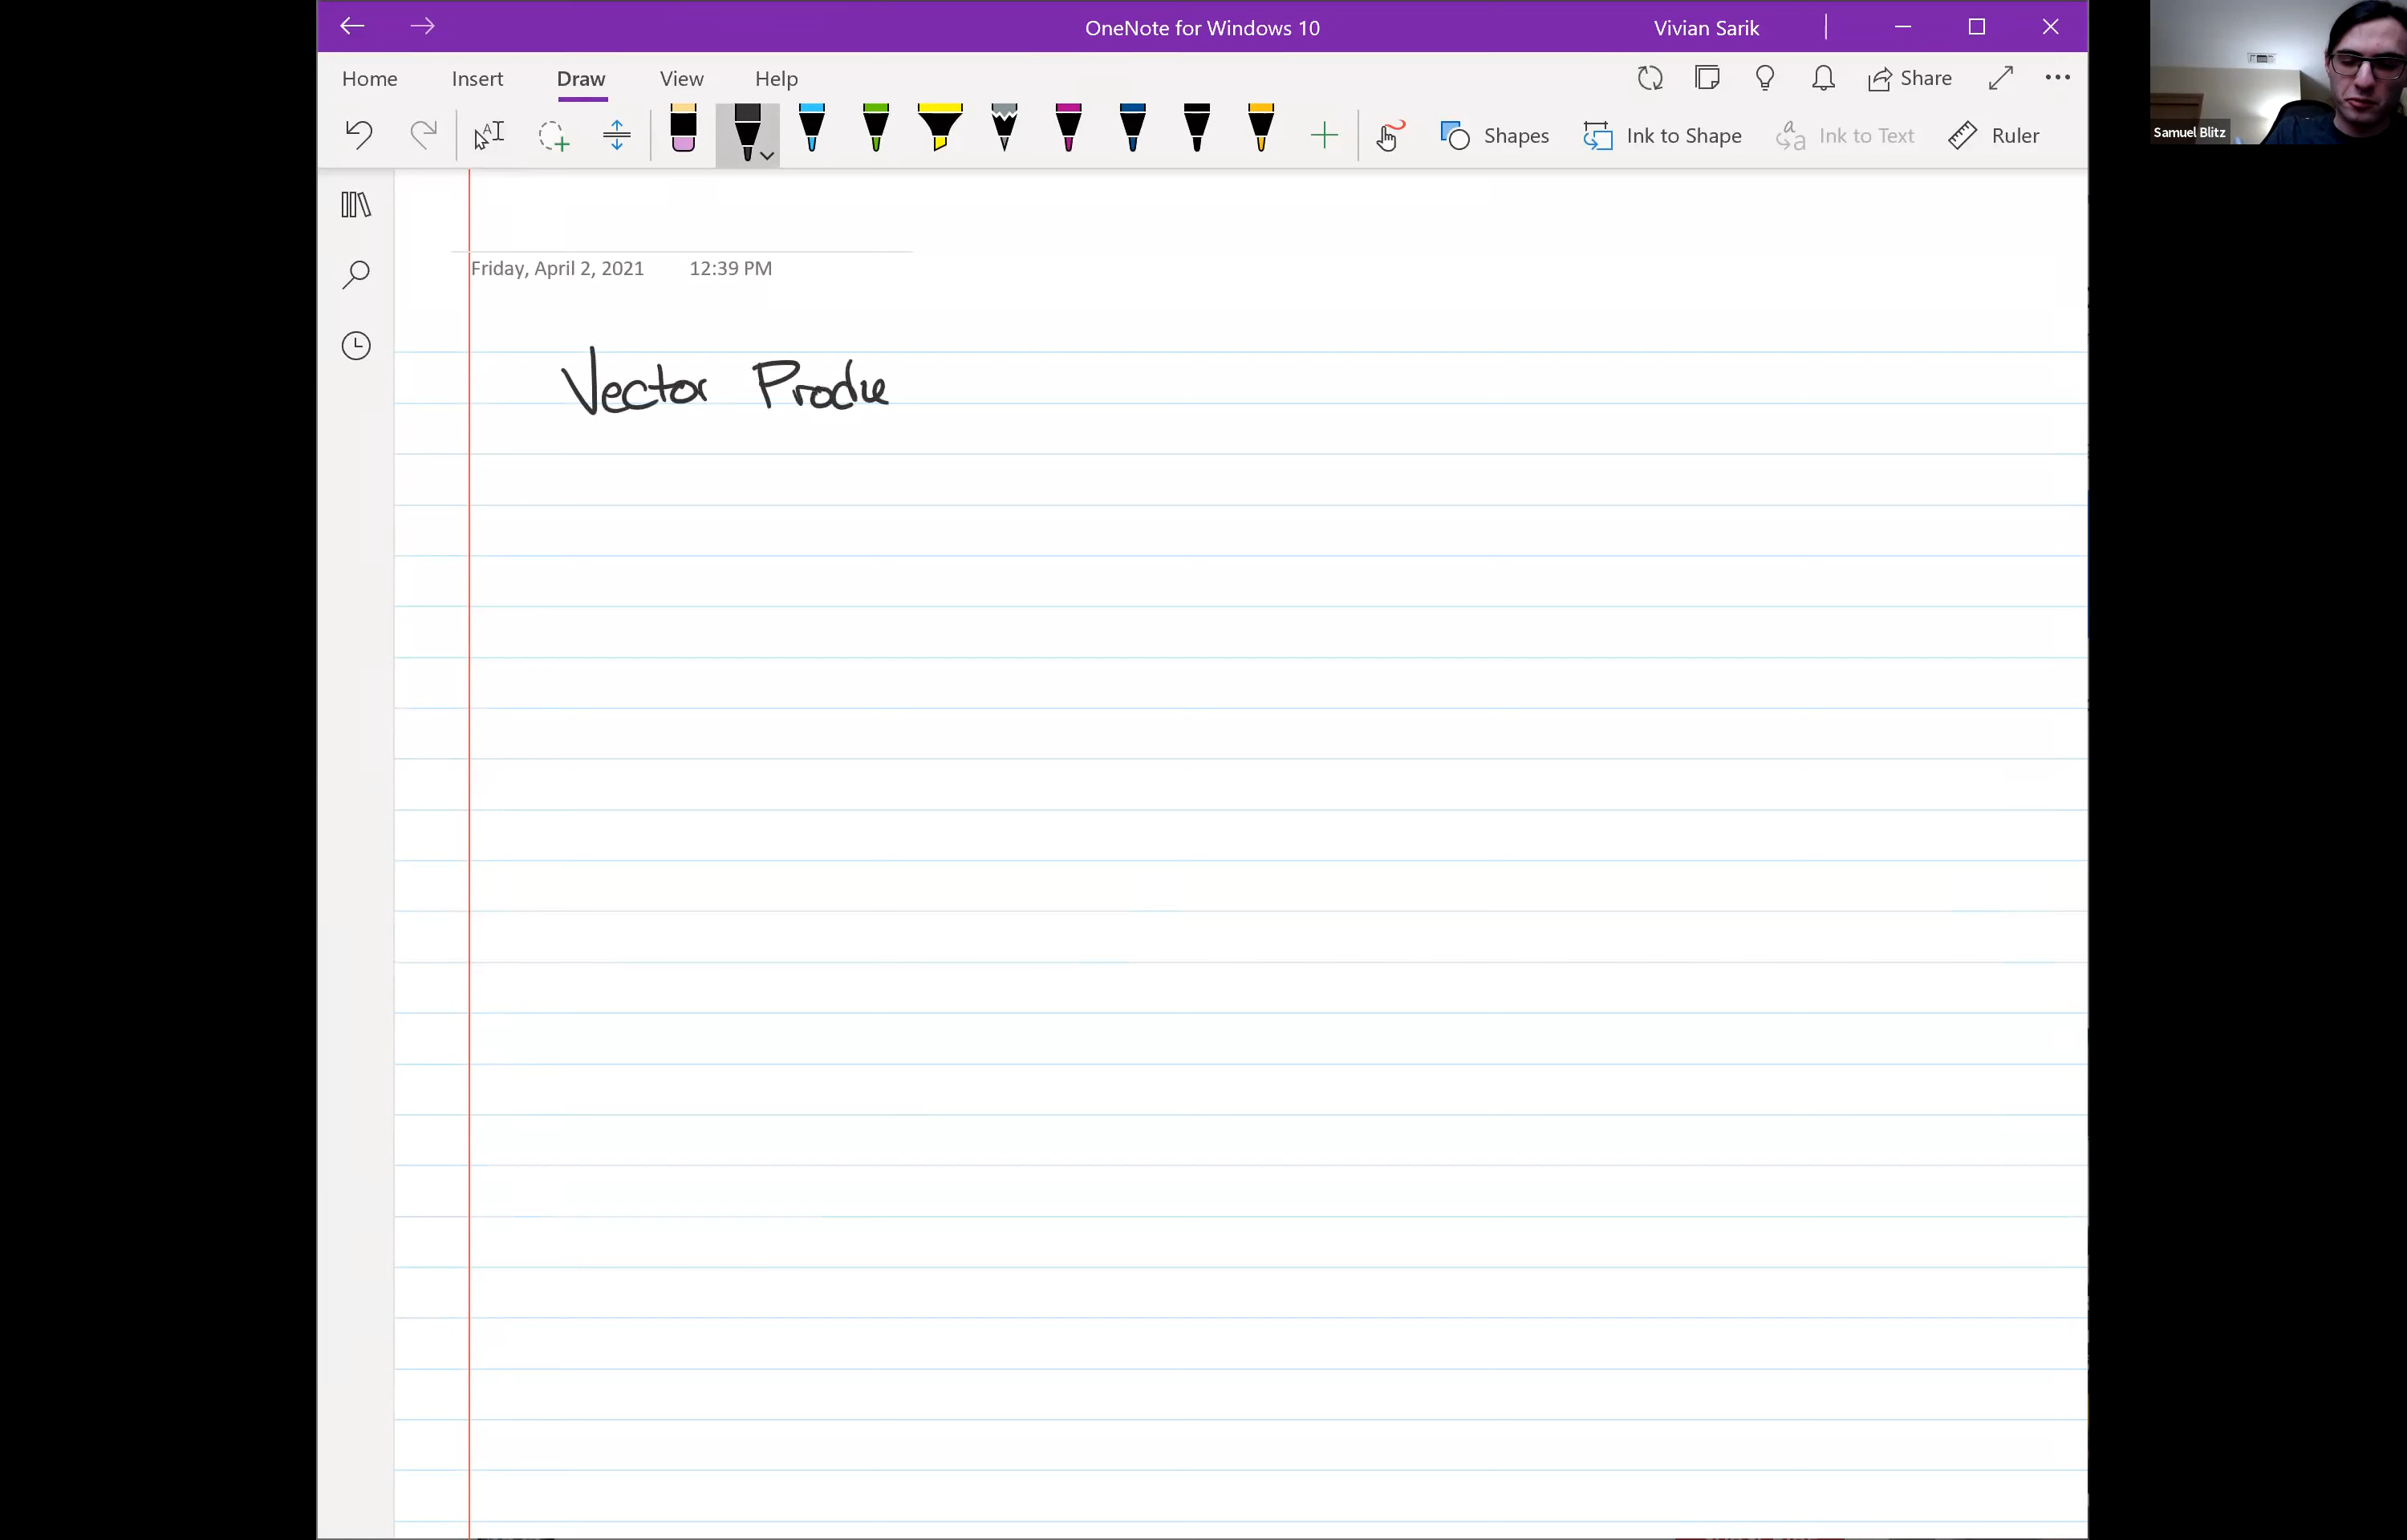 OneNote for Windows 10 Vivian Sarik
Home Insert Draw View Help Share
Shapes Ink to Shape Ink to Text Ruler
Samuel Blitz
Friday, April 2, 2021 12:39 PM
Vector Produ